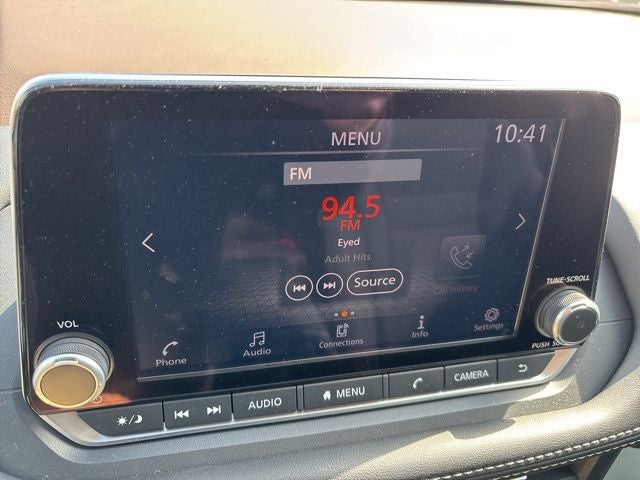 MENU
10:41
FM
94.5
FM
Eyed
Adult Hits
Source
Call History
Phone
Audio
Connections
Info
Settings
VOL
TUNE·SCROLL
AUDIO
MENU
CAMERA